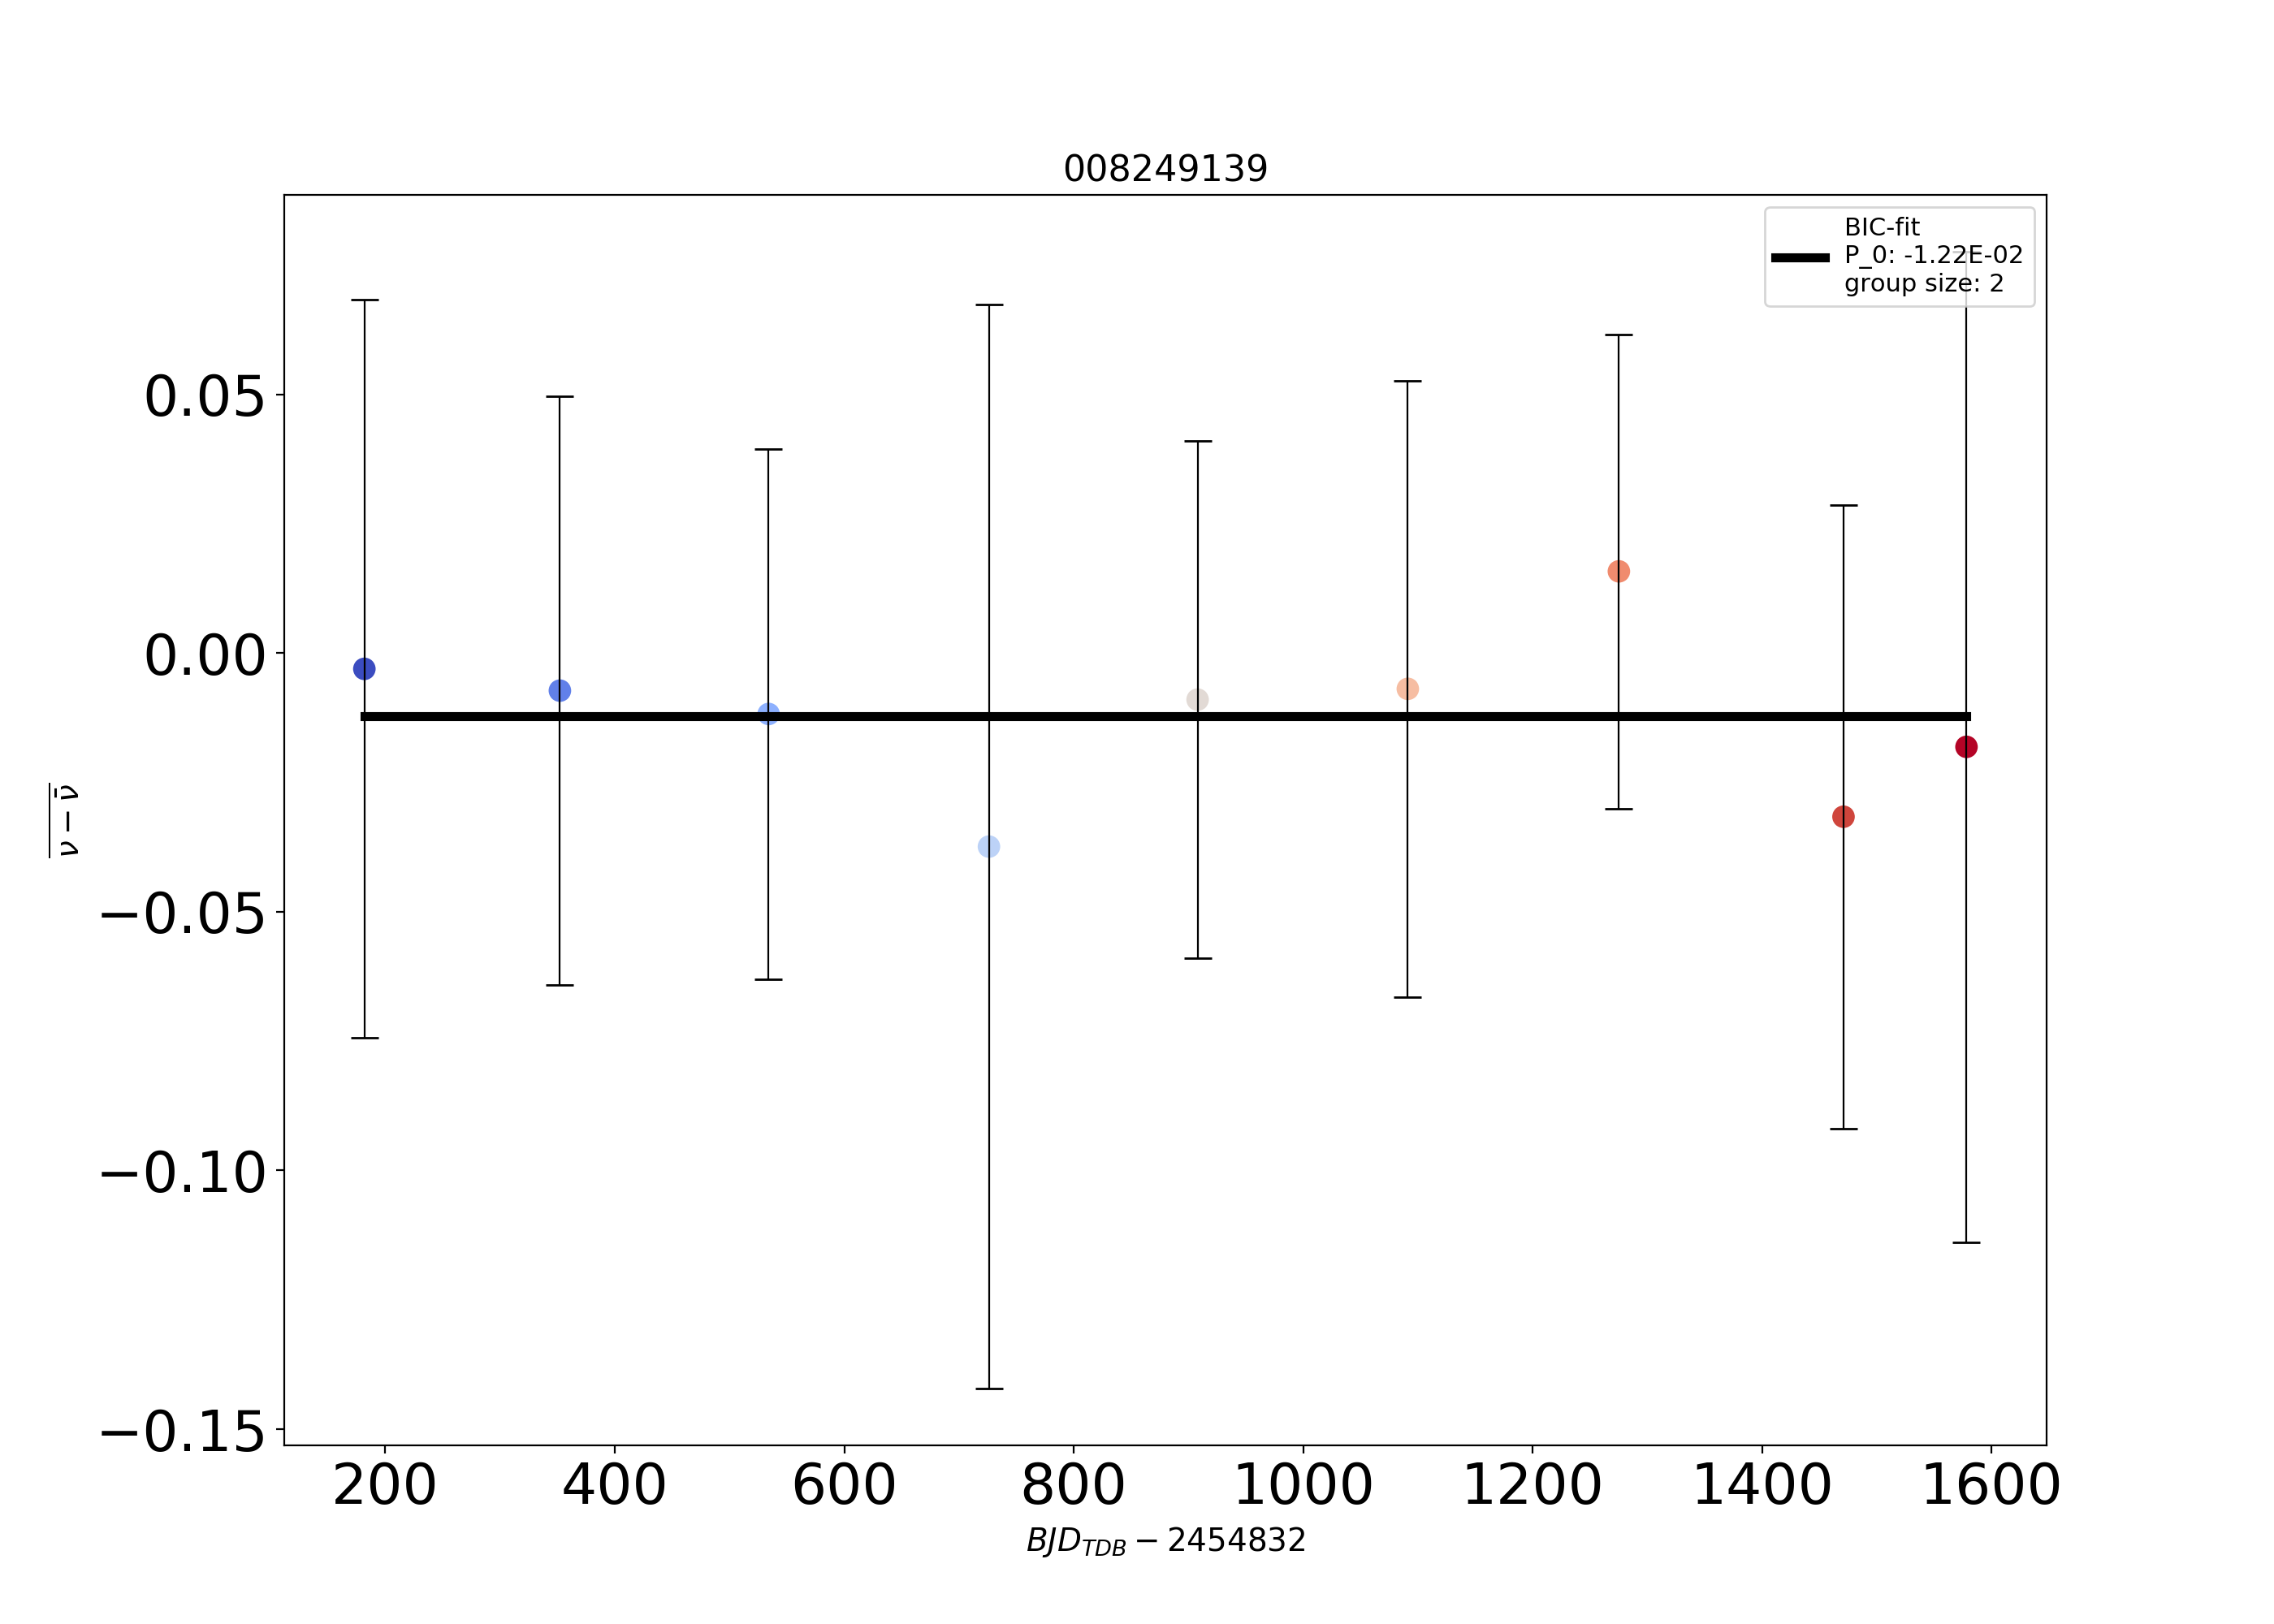 008249139
BIC-fit
P_0: -1.22E-02
group size: 2
0.05
0.00
−0.05
−0.10
−0.15
ν − ν̄
200 400 600 800 1000 1200 1400 1600
BJD_TDB − 2454832